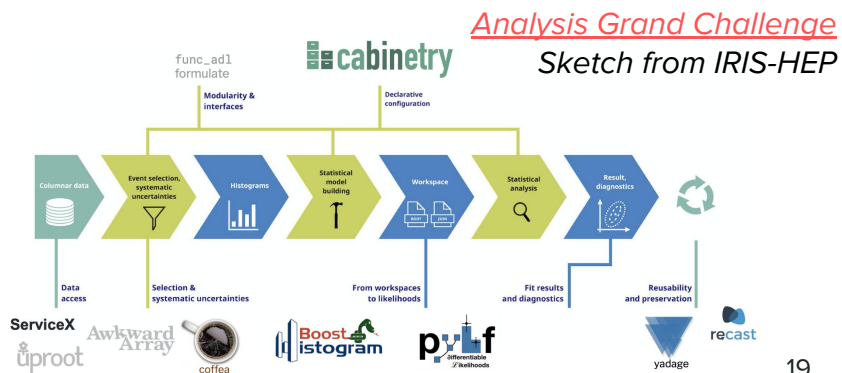 Analysis Grand Challenge
Sketch from IRIS-HEP
func_adl
formulate
cabinetry
Modularity &
interfaces
Declarative
configuration
Columnar data
Event selection,
systematic
uncertainties
Histograms
Statistical
model
building
Workspace
ROOT
JSON
Statistical
analysis
Result,
diagnostics
Data
access
Selection &
systematic uncertainties
From workspaces
to likelihoods
Fit results
and diagnostics
Reusability
and preservation
ServiceX
uproot
Awkward
Array
coffea
Boost
Histogram
pyhf
differentiable
Likelihoods
yadage
recast
19